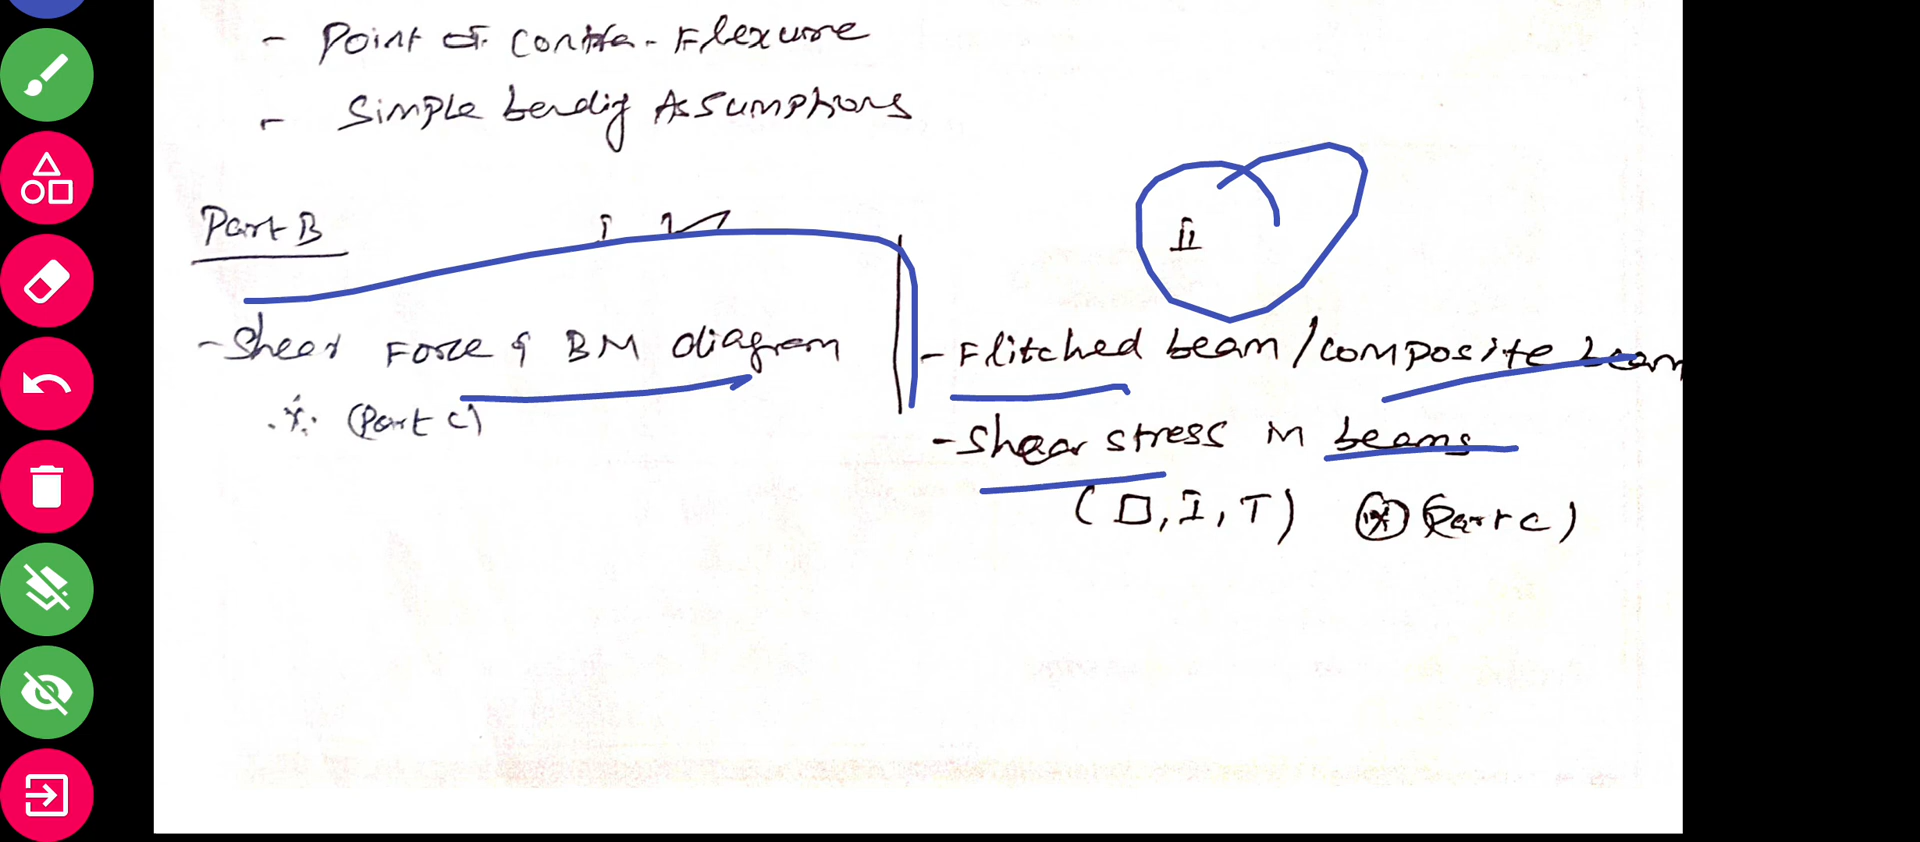 - Point of Contra-Flexure
- Simple bending Assumptions
Part B
I
II
- Shear Force & BM diagram
(Part C)
- Flitched beam / composite beam
- Shear stress in beams
(□, I, T) (Part C)